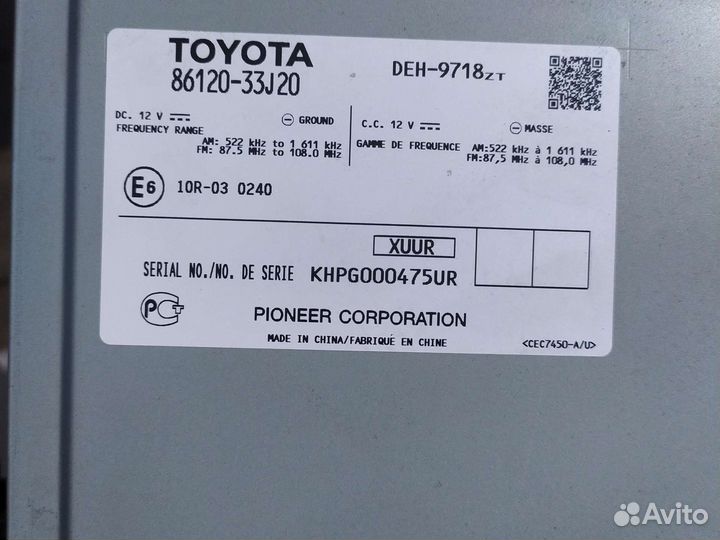 TOYOTA
86120-33J20
DEH-9718ZT
DC. 12 V
GROUND
FREQUENCY RANGE
AM: 522 kHz to 1 611 kHz
FM: 87.5 MHz to 108.0 MHz
C.C. 12 V
MASSE
GAMME DE FREQUENCE
AM:522 kHz à 1 611 kHz
FM:87,5 MHz à 108,0 MHz
E6
10R-03 0240
XUUR
SERIAL NO./NO. DE SERIE KHPG000475UR
PCT
PIONEER CORPORATION
MADE IN CHINA/FABRIQUÉ EN CHINE
<CEC7450-A/U>
Avito